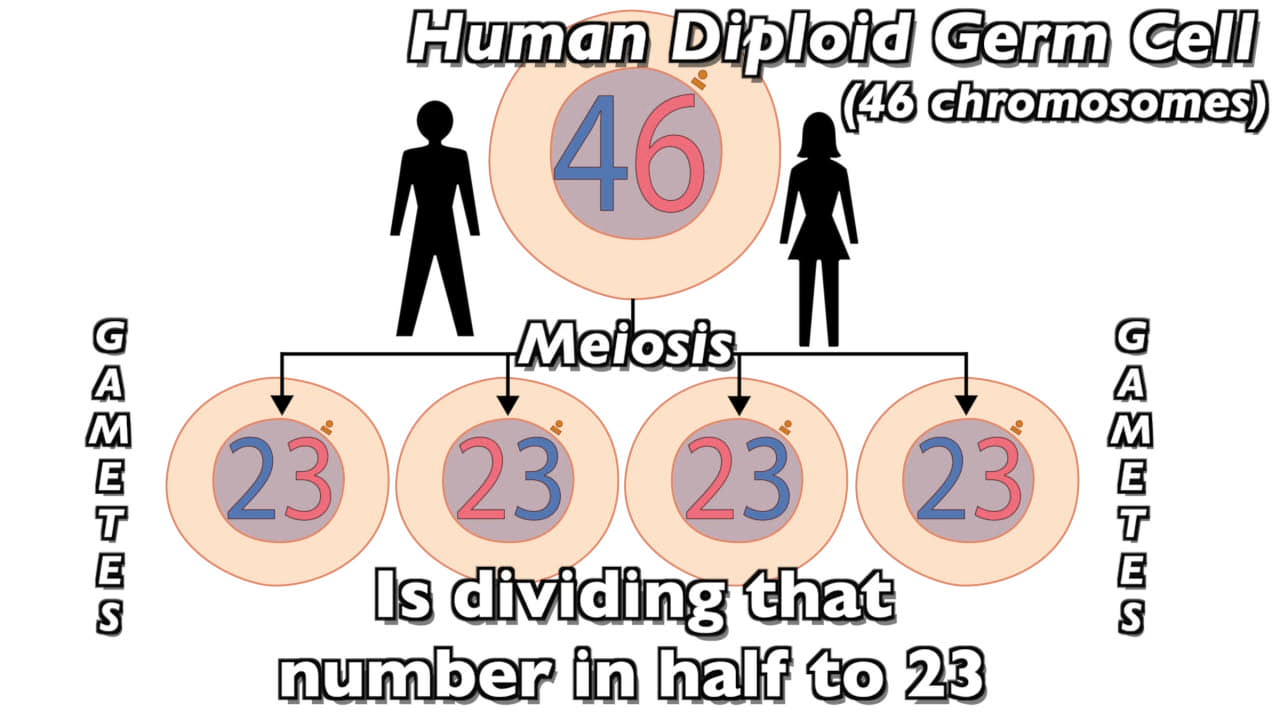 Human Diploid Germ Cell
(46 chromosomes)
46
Meiosis
GAMETES
GAMETES
23
23
23
23
Is dividing that
number in half to 23